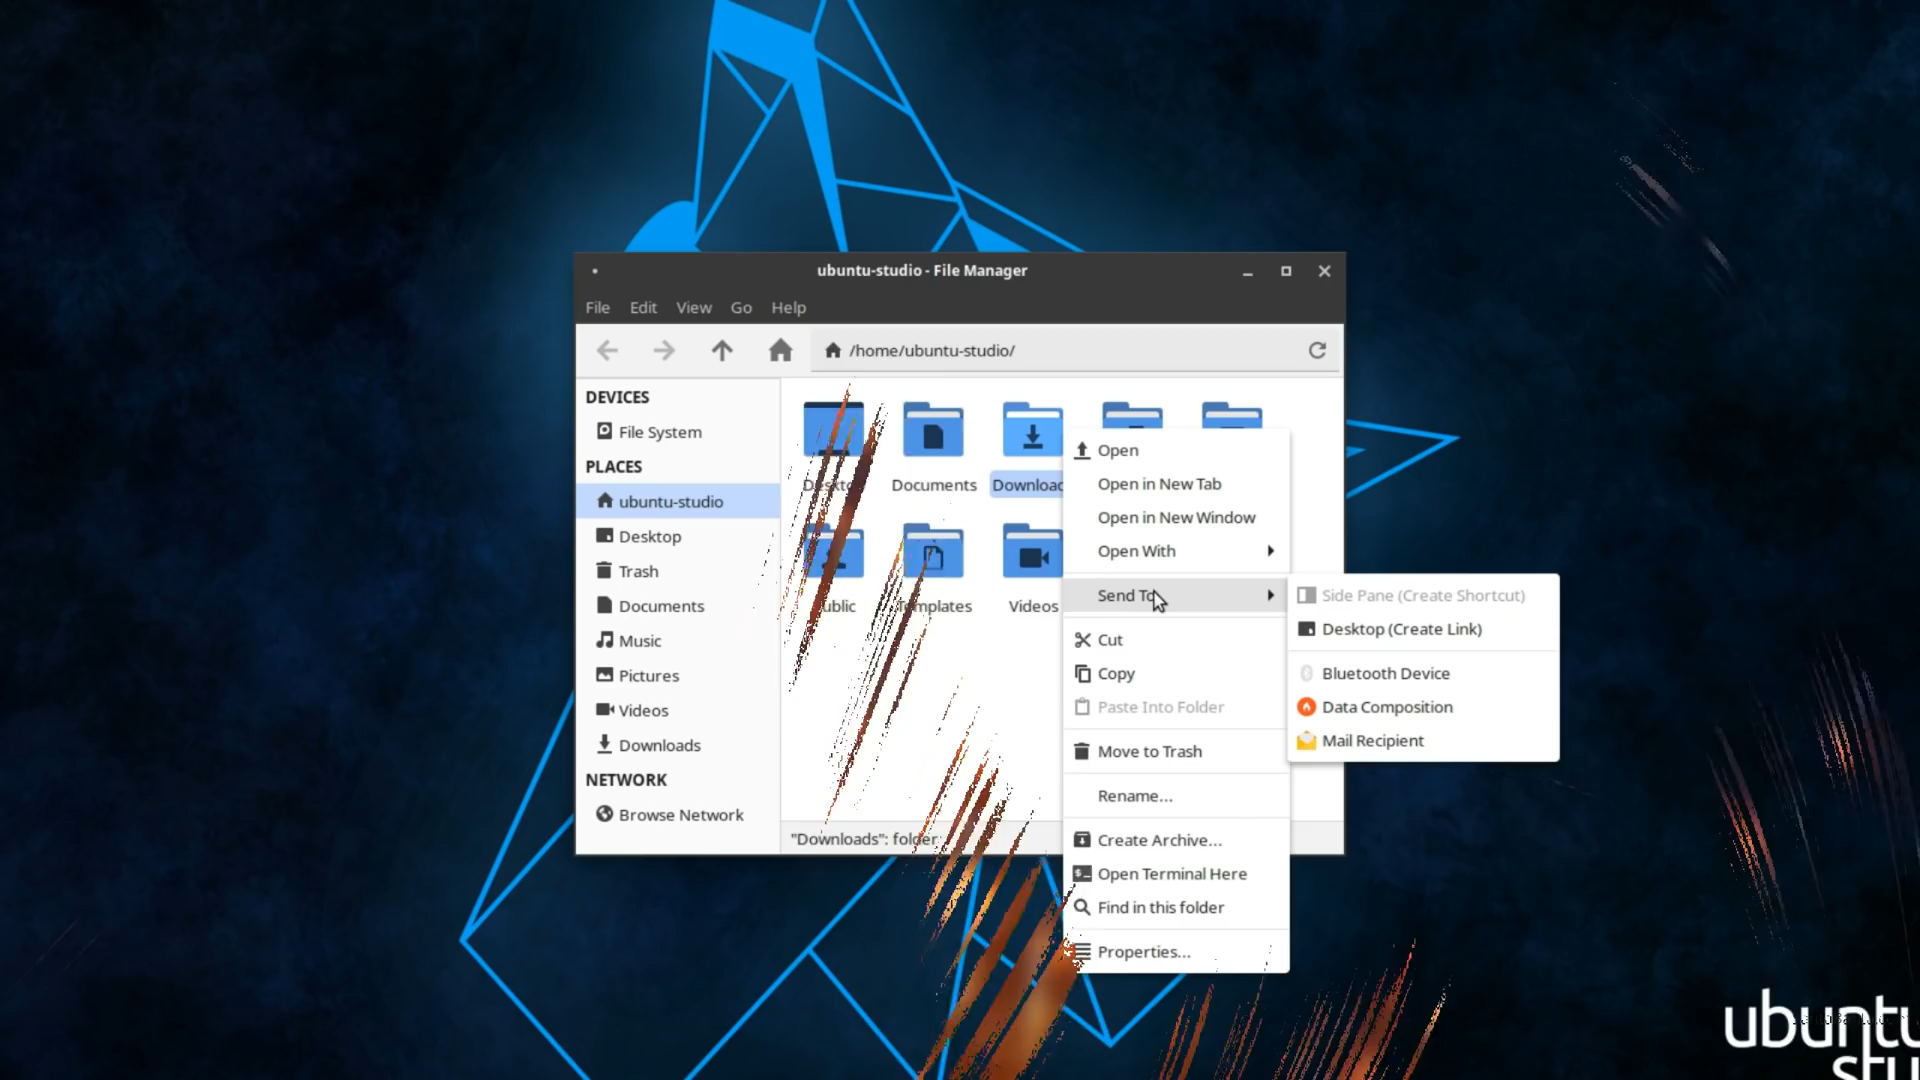 ubuntu-studio - File Manager
File Edit View Go Help
/home/ubuntu-studio/
DEVICES
File System
PLACES
ubuntu-studio
Desktop
Trash
Documents
Music
Pictures
Videos
Downloads
NETWORK
Browse Network
Documents
Templates Videos
"Downloads": folder
Open
Open in New Tab
Open in New Window
Open With
Send To
Cut
Copy
Paste Into Folder
Move to Trash
Rename...
Create Archive...
Open Terminal Here
Find in this folder
Properties...
Side Pane (Create Shortcut)
Desktop (Create Link)
Bluetooth Device
Data Composition
Mail Recipient